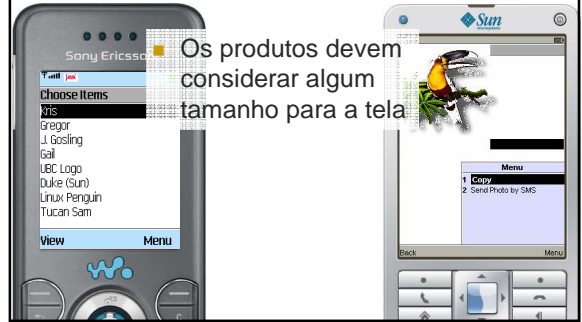 Sony Ericsson
Os produtos devem
considerar algum
tamanho para a tela
Choose Items
Kris
Gregor
J. Gosling
Gail
UBC Logo
Duke (Sun)
Linux Penguin
Tucan Sam
View Menu
Sun
Menu
1 Copy
2 Send Photo by SMS
Back Menu